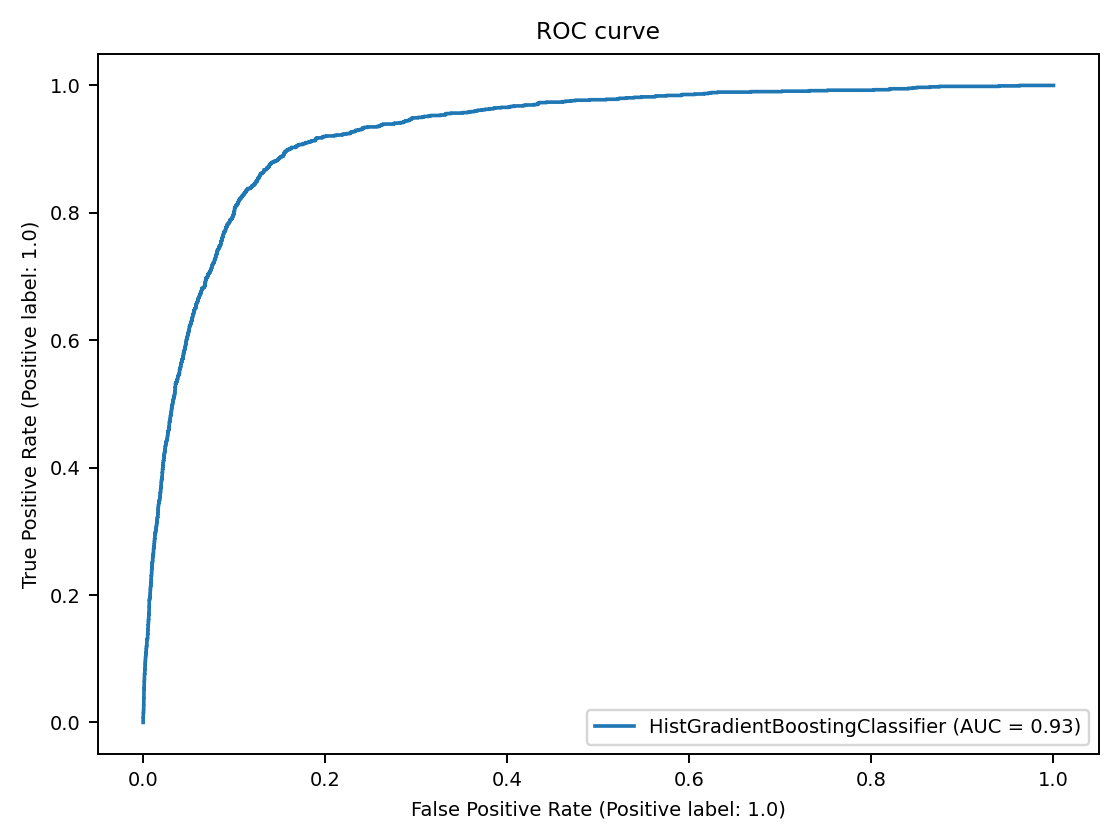 ROC curve
True Positive Rate (Positive label: 1.0)
1.0
0.8
0.6
0.4
0.2
0.0
HistGradientBoostingClassifier (AUC = 0.93)
0.0 0.2 0.4 0.6 0.8 1.0
False Positive Rate (Positive label: 1.0)